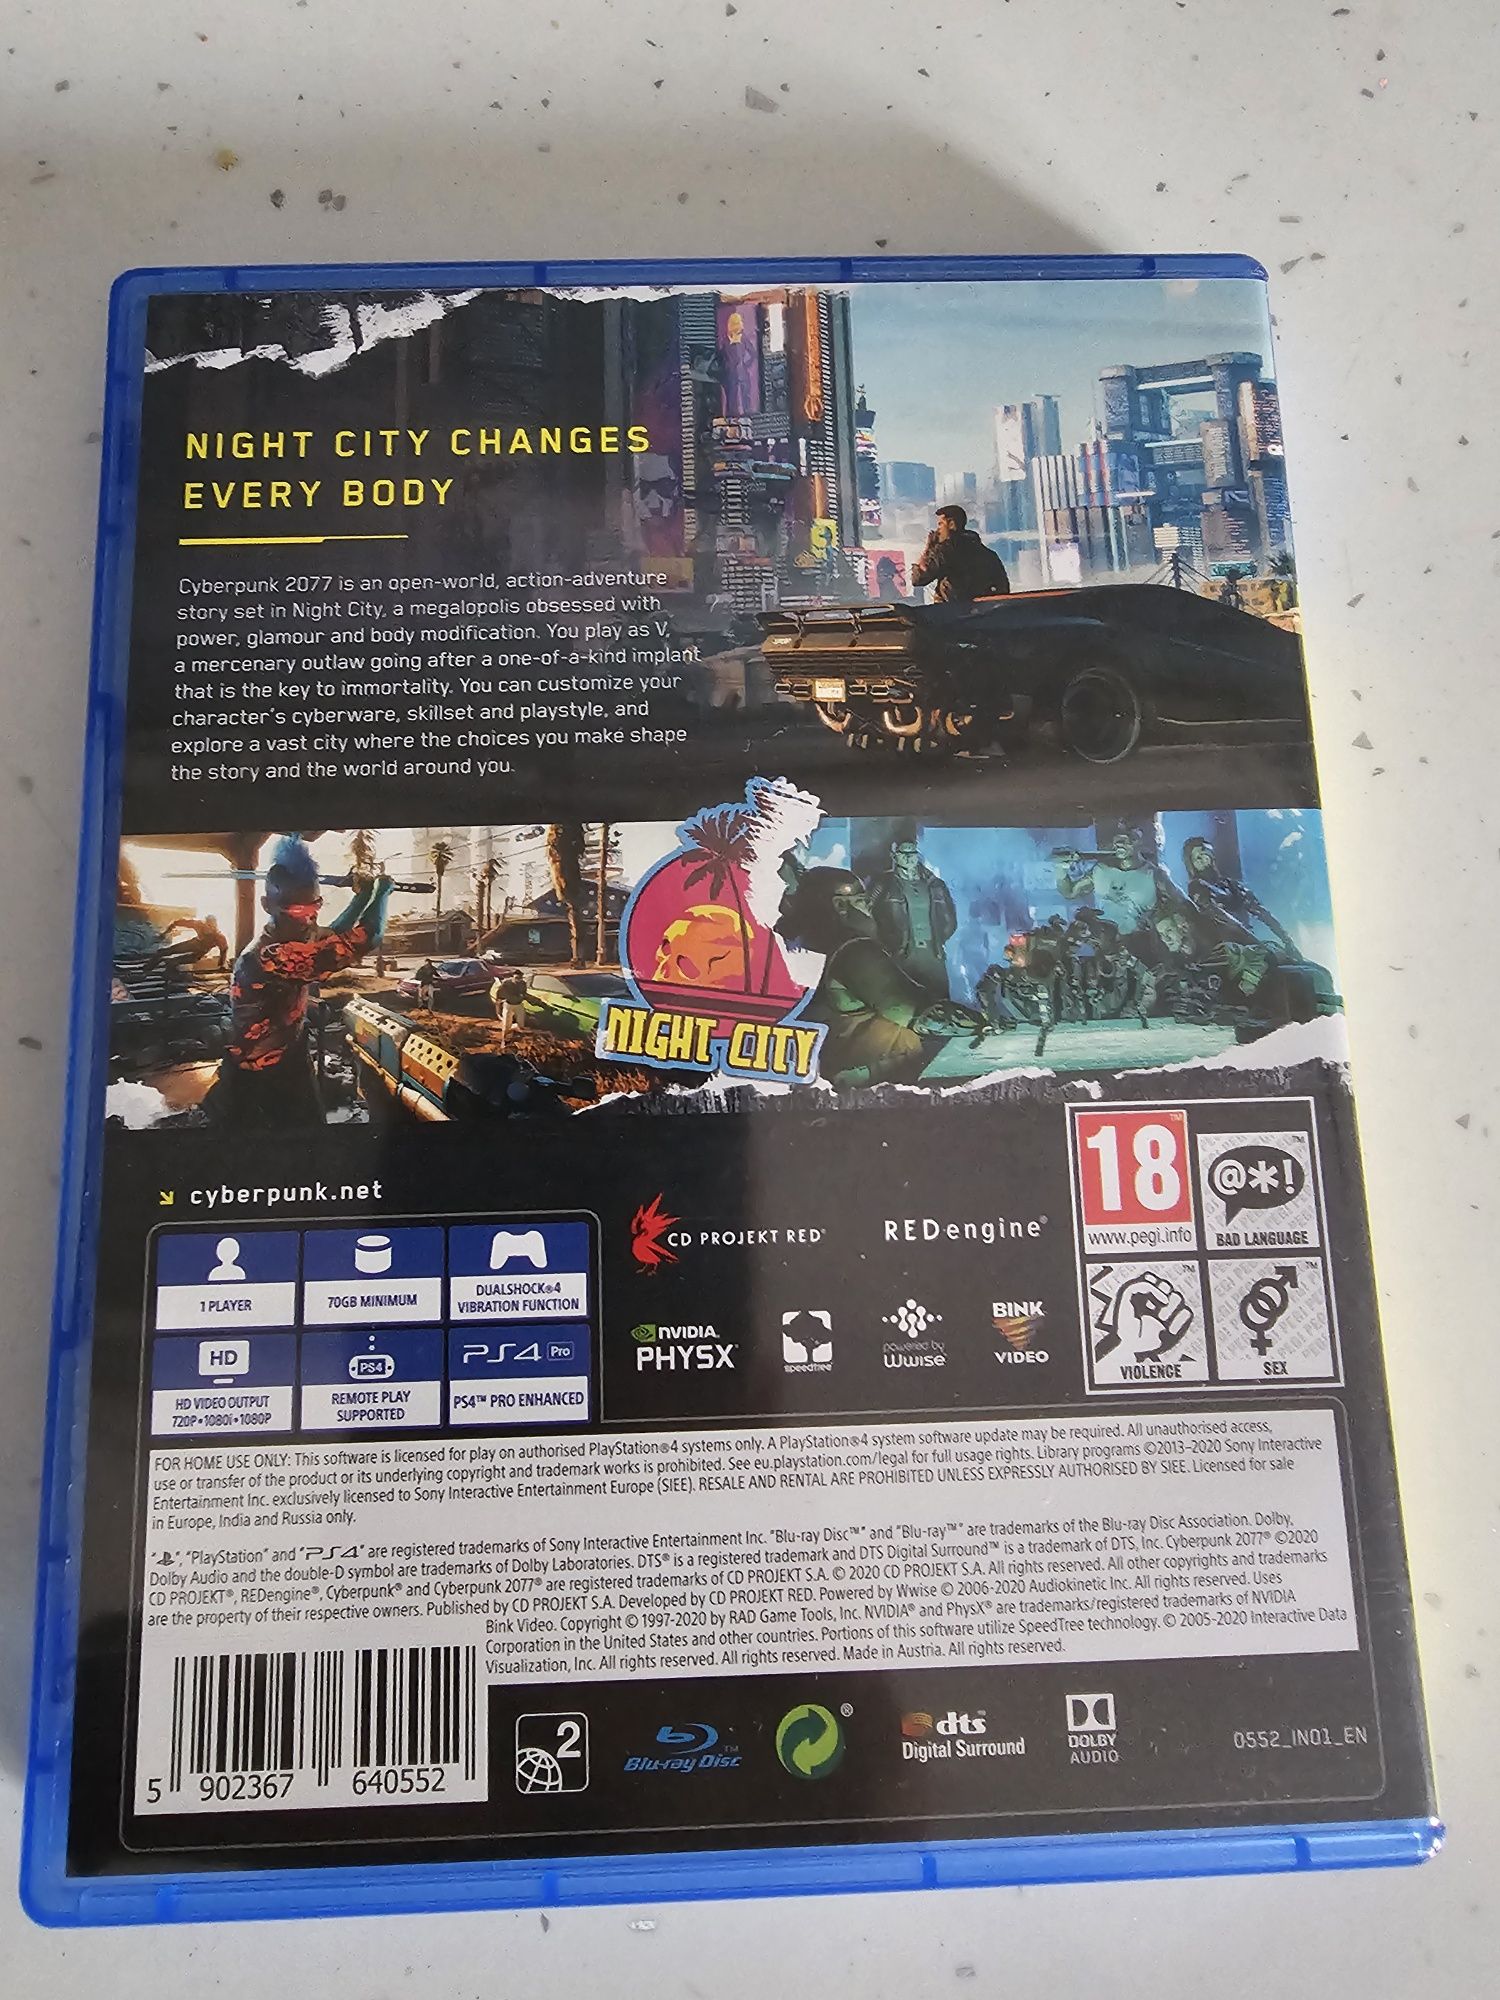 NIGHT CITY CHANGES
EVERY BODY
Cyberpunk 2077 is an open-world, action-adventure
story set in Night City, a megalopolis obsessed with
power, glamour and body modification. You play as V,
a mercenary outlaw going after a one-of-a-kind implant
that is the key to immortality. You can customize your
character's cyberware, skillset and playstyle, and
explore a vast city where the choices you make shape
the story and the world around you.
NIGHT CITY
cyberpunk.net
1 PLAYER
70GB MINIMUM
DUALSHOCK®4
VIBRATION FUNCTION
HD
HD VIDEO OUTPUT
720P•1080i•1080P
PS4
REMOTE PLAY
SUPPORTED
PS4 Pro
PS4™ PRO ENHANCED
CD PROJEKT RED®
REDengine®
NVIDIA.
PHYSX®
speedtree
powered by
Wwise
BINK
VIDEO
18
www.pegi.info
@*!
BAD LANGUAGE
VIOLENCE
SEX
FOR HOME USE ONLY: This software is licensed for play on authorised PlayStation®4 systems only. A PlayStation®4 system software update may be required. All unauthorised access,
use or transfer of the product or its underlying copyright and trademark works is prohibited. See eu.playstation.com/legal for full usage rights. Library programs ©2013-2020 Sony Interactive
Entertainment Inc. exclusively licensed to Sony Interactive Entertainment Europe (SIEE). RESALE AND RENTAL ARE PROHIBITED UNLESS EXPRESSLY AUTHORISED BY SIEE. Licensed for sale
in Europe, India and Russia only.
"PlayStation" and "PS4" are registered trademarks of Sony Interactive Entertainment Inc. "Blu-ray Disc™" and "Blu-ray™" are trademarks of the Blu-ray Disc Association. Dolby,
Dolby Audio and the double-D symbol are trademarks of Dolby Laboratories. DTS® is a registered trademark and DTS Digital Surround™ is a trademark of DTS, Inc. Cyberpunk 2077® ©2020
CD PROJEKT®, REDengine®, Cyberpunk® and Cyberpunk 2077® are registered trademarks of CD PROJEKT S.A. © 2020 CD PROJEKT S.A. All rights reserved. All other copyrights and trademarks
are the property of their respective owners. Published by CD PROJEKT S.A. Developed by CD PROJEKT RED. Powered by Wwise © 2006-2020 Audiokinetic Inc. All rights reserved. Uses
Bink Video. Copyright © 1997-2020 by RAD Game Tools, Inc. NVIDIA® and PhysX® are trademarks/registered trademarks of NVIDIA
Corporation in the United States and other countries. Portions of this software utilize SpeedTree technology. © 2005-2020 Interactive Data
Visualization, Inc. All rights reserved. All rights reserved. Made in Austria. All rights reserved.
5 902367 640552
2
Blu-ray Disc™
®
dts
Digital Surround
DOLBY
AUDIO
0552_IN01_EN